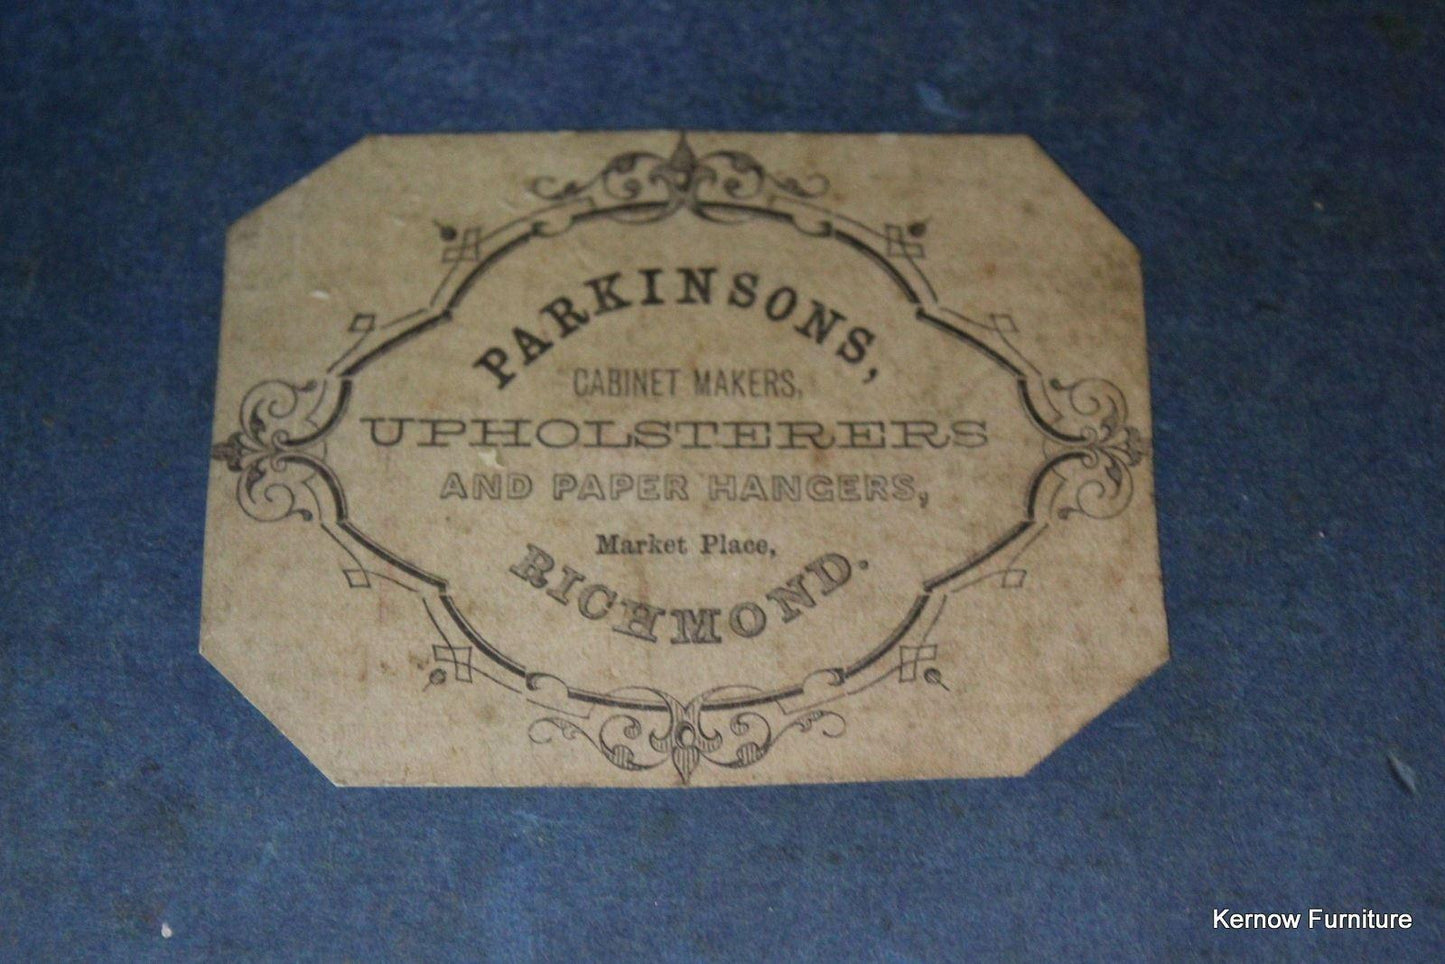 PARKINSONS,
CABINET MAKERS,
UPHOLSTERERS
AND PAPER HANGERS,
Market Place,
RICHMOND.
Kernow Furniture